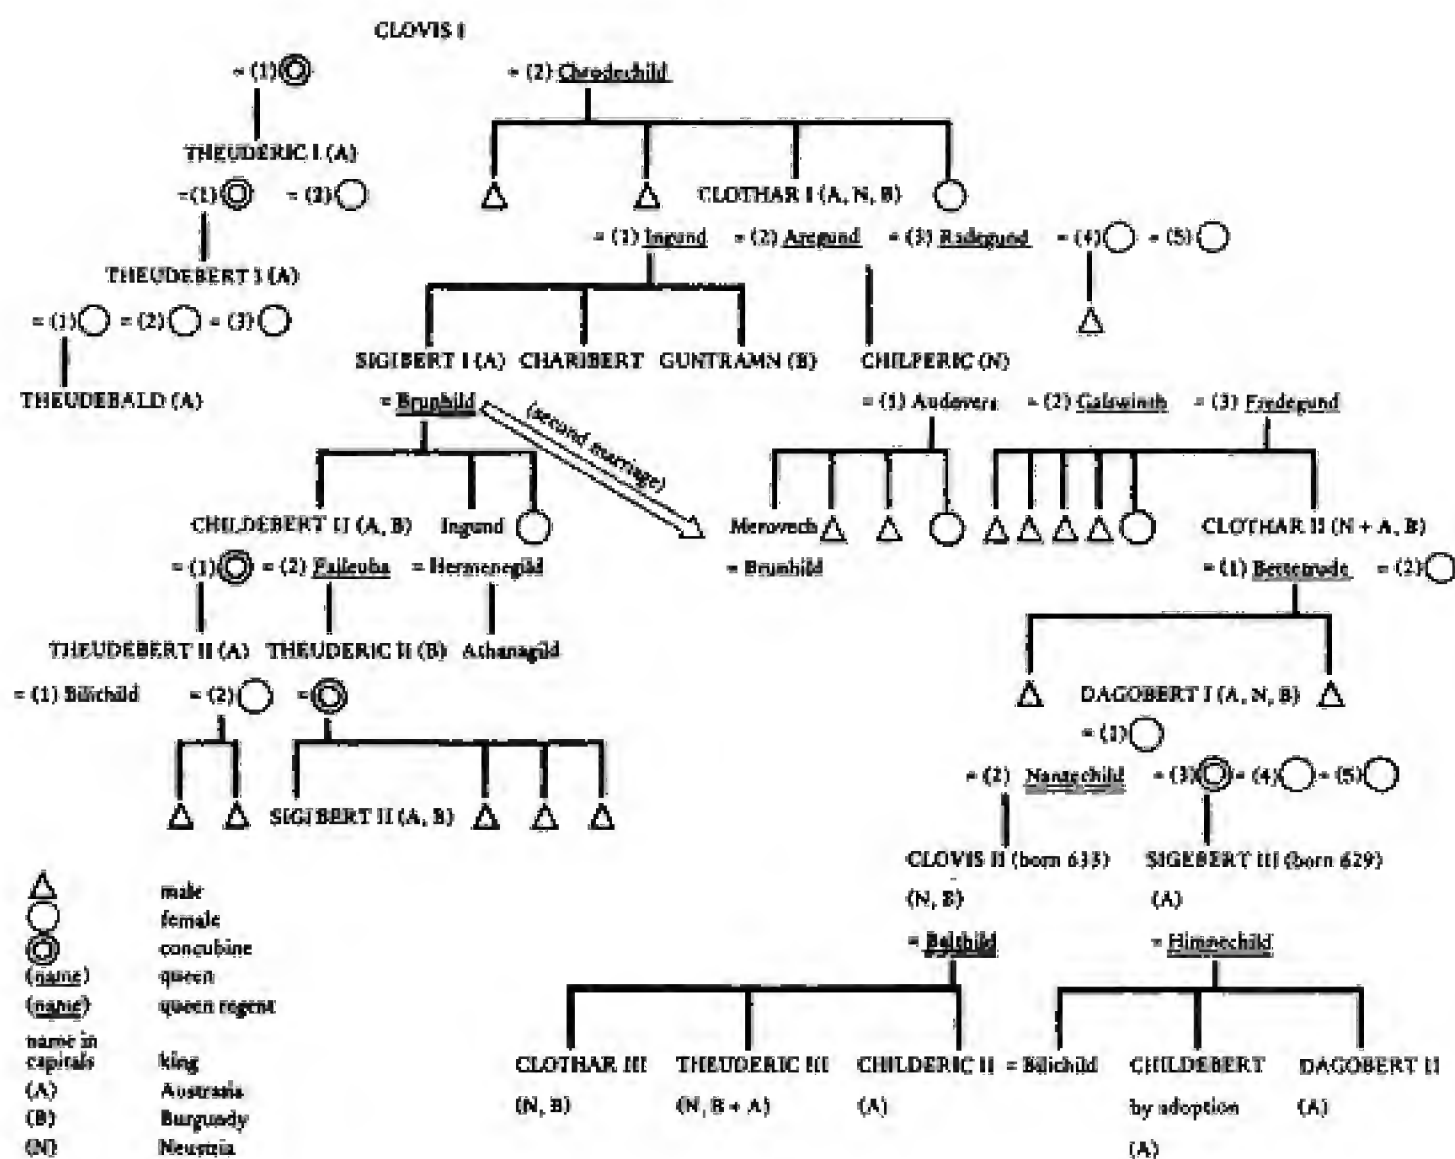 CLOVIS I
= (1) = (2) Chrodechild
THEUDERIC I (A)
= (1) = (2) CLOTHAR I (A, N, B)
= (1) Ingund = (2) Aregund = (3) Radegund = (4) = (5)
THEUDEBERT I (A)
= (1) = (2) = (3)
SIGIBERT I (A) CHARIBERT GUNTRAMN (B) CHILPERIC (N)
THEUDEBALD (A) = Brunhild (second marriage) = (1) Audovera = (2) Galswinth = (3) Fredegund
CHILDEBERT II (A, B) Ingund Merovech CLOTHAR II (N + A, B)
= (1) = (2) Faileuba = Hermenegild = Brunhild = (1) = (2)
THEUDEBERT II (A) THEUDERIC II (B) Athanagild
= (1) Bilichild = (2) = DAGOBERT I (A, N, B)
= (1)
= (2) Nantechild = (3) = (4) = (5)
SIGIBERT II (A, B)
CLOVIS II (born 633) SIGEBERT III (born 629)
(N, B) (A)
= Balthild = Himnechild
male
female
concubine
(name) queen
(name) queen regent
name in
capitals king
(A) Austrasia
(B) Burgundy
(N) Neustria
CLOTHAR III THEUDERIC III CHILDERIC II = Bilichild CHILDEBERT DAGOBERT II
(N, B) (N, B + A) (A) by adoption (A)
(A)